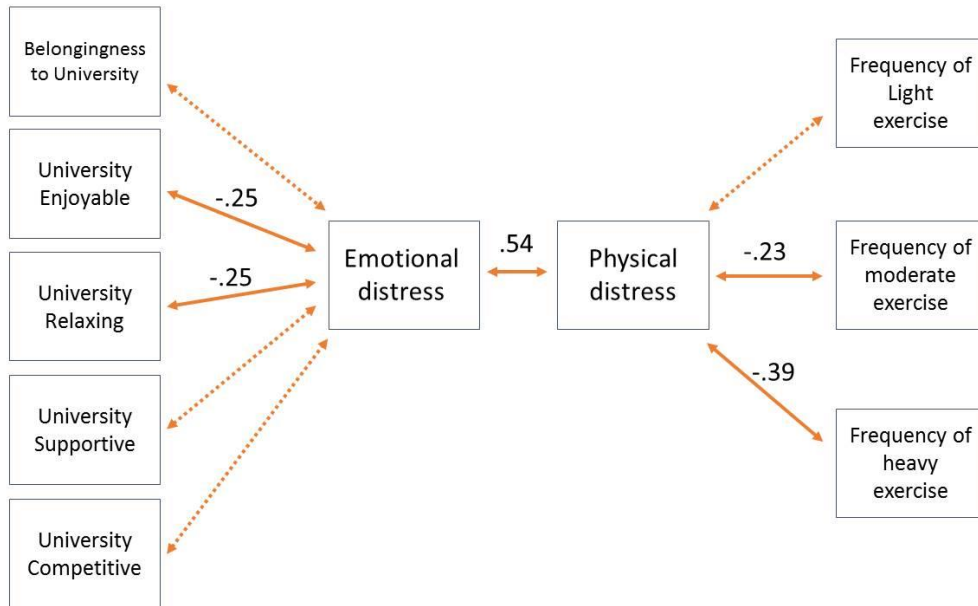 Belongingness
to University
University
Enjoyable
University
Relaxing
University
Supportive
University
Competitive
-.25
-.25
Emotional
distress
.54
Physical
distress
-.23
-.39
Frequency of
Light
exercise
Frequency of
moderate
exercise
Frequency of
heavy
exercise